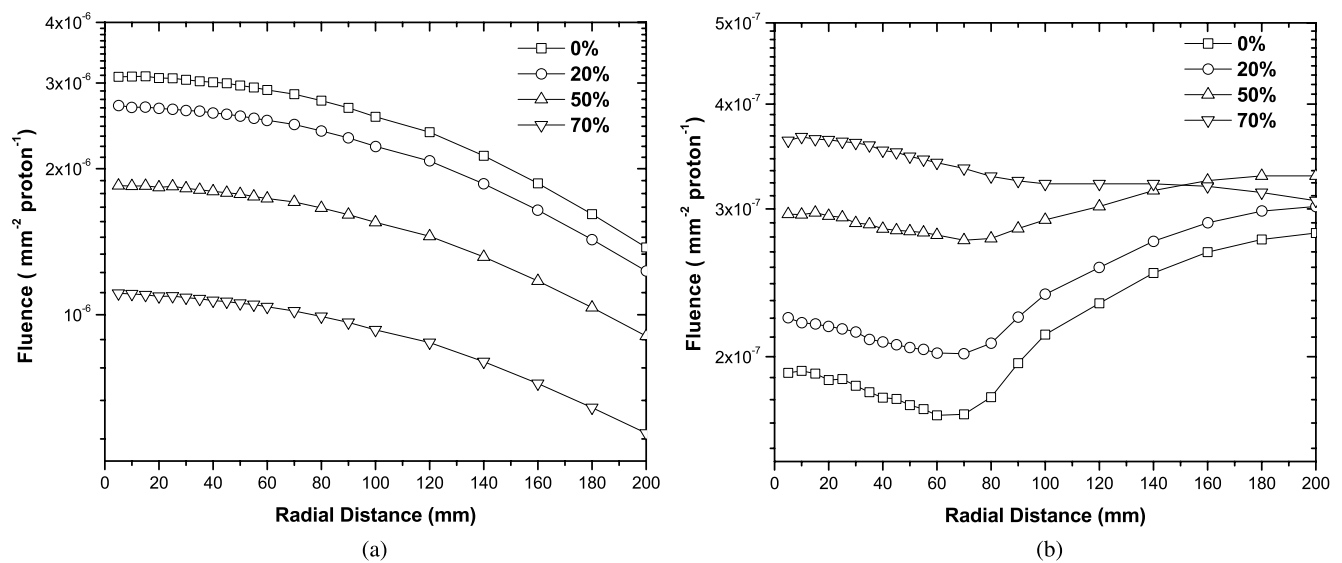 4x10⁻⁶
3x10⁻⁶
2x10⁻⁶
10⁻⁶
Fluence ( mm⁻² proton⁻¹)
0%
20%
50%
70%
0 20 40 60 80 100 120 140 160 180 200
Radial Distance (mm)
(a)
5x10⁻⁷
4x10⁻⁷
3x10⁻⁷
2x10⁻⁷
Fluence ( mm⁻² proton⁻¹)
0%
20%
50%
70%
0 20 40 60 80 100 120 140 160 180 200
Radial Distance (mm)
(b)